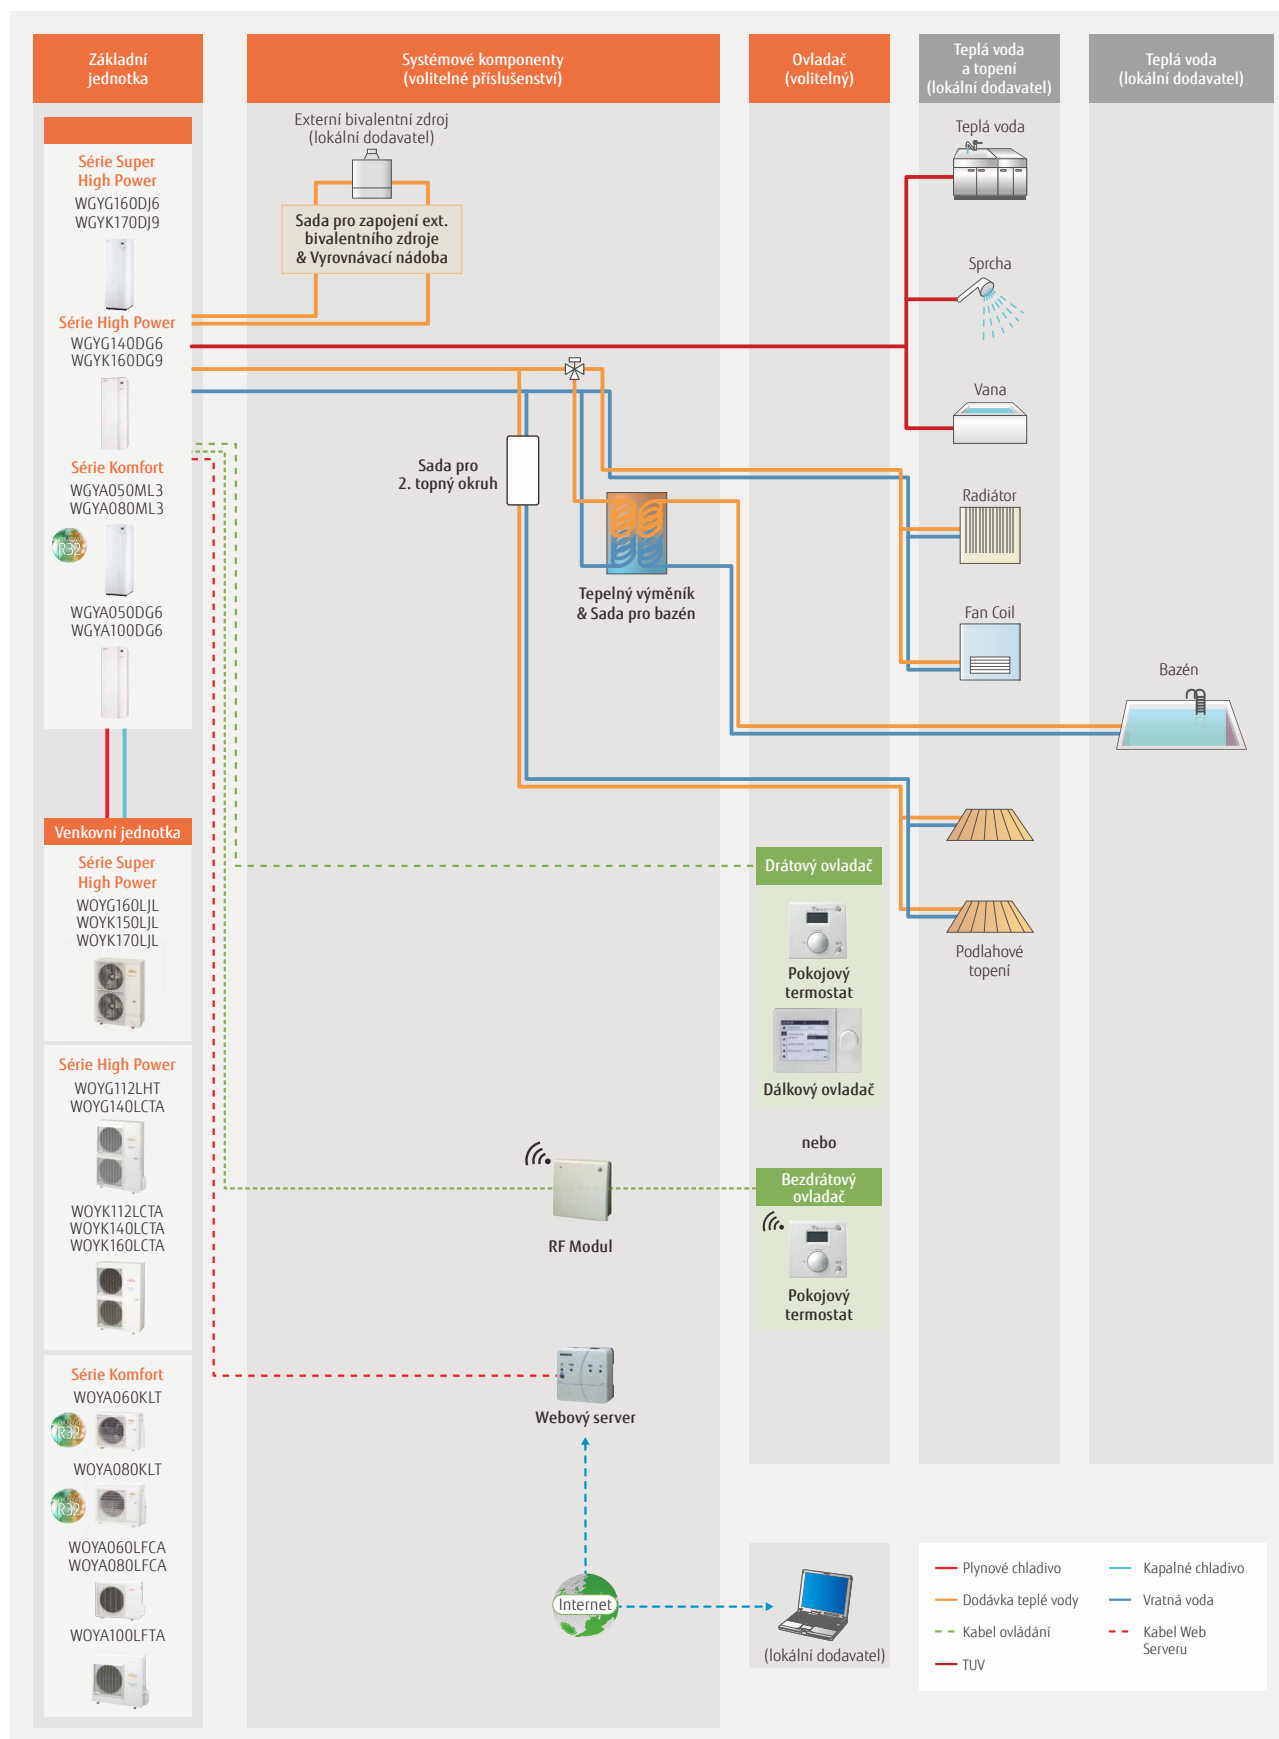 Základní
jednotka
Systémové komponenty
(volitelné příslušenství)
Ovladač
(volitelný)
Teplá voda
a topení
(lokální dodavatel)
Teplá voda
(lokální dodavatel)
Série Super
High Power
WGYG160DJ6
WGYK170DJ9
Série High Power
WGYG140DG6
WGYK160DG9
Série Komfort
WGYA050ML3
WGYA080ML3
R32
WGYA050DG6
WGYA100DG6
Venkovní jednotka
Série Super
High Power
WOYG160LJL
WOYK150LJL
WOYK170LJL
Série High Power
WOYG112LHT
WOYG140LCTA
WOYK112LCTA
WOYK140LCTA
WOYK160LCTA
Série Komfort
WOYA060KLT
R32
WOYA080KLT
R32
WOYA060LFCA
WOYA080LFCA
WOYA100LFTA
Externí bivalentní zdroj
(lokální dodavatel)
Sada pro zapojení ext.
bivalentního zdroje
& Vyrovnávací nádoba
Sada pro
2. topný okruh
Tepelný výměník
& Sada pro bazén
RF Modul
Webový server
Internet
Drátový ovladač
Pokojový
termostat
Dálkový ovladač
nebo
Bezdrátový
ovladač
Pokojový
termostat
(lokální dodavatel)
Teplá voda
Sprcha
Vana
Radiátor
Fan Coil
Podlahové
topení
Bazén
Plynové chladivo
Kapalné chladivo
Dodávka teplé vody
Vratná voda
Kabel ovládání
Kabel Web
Serveru
TUV